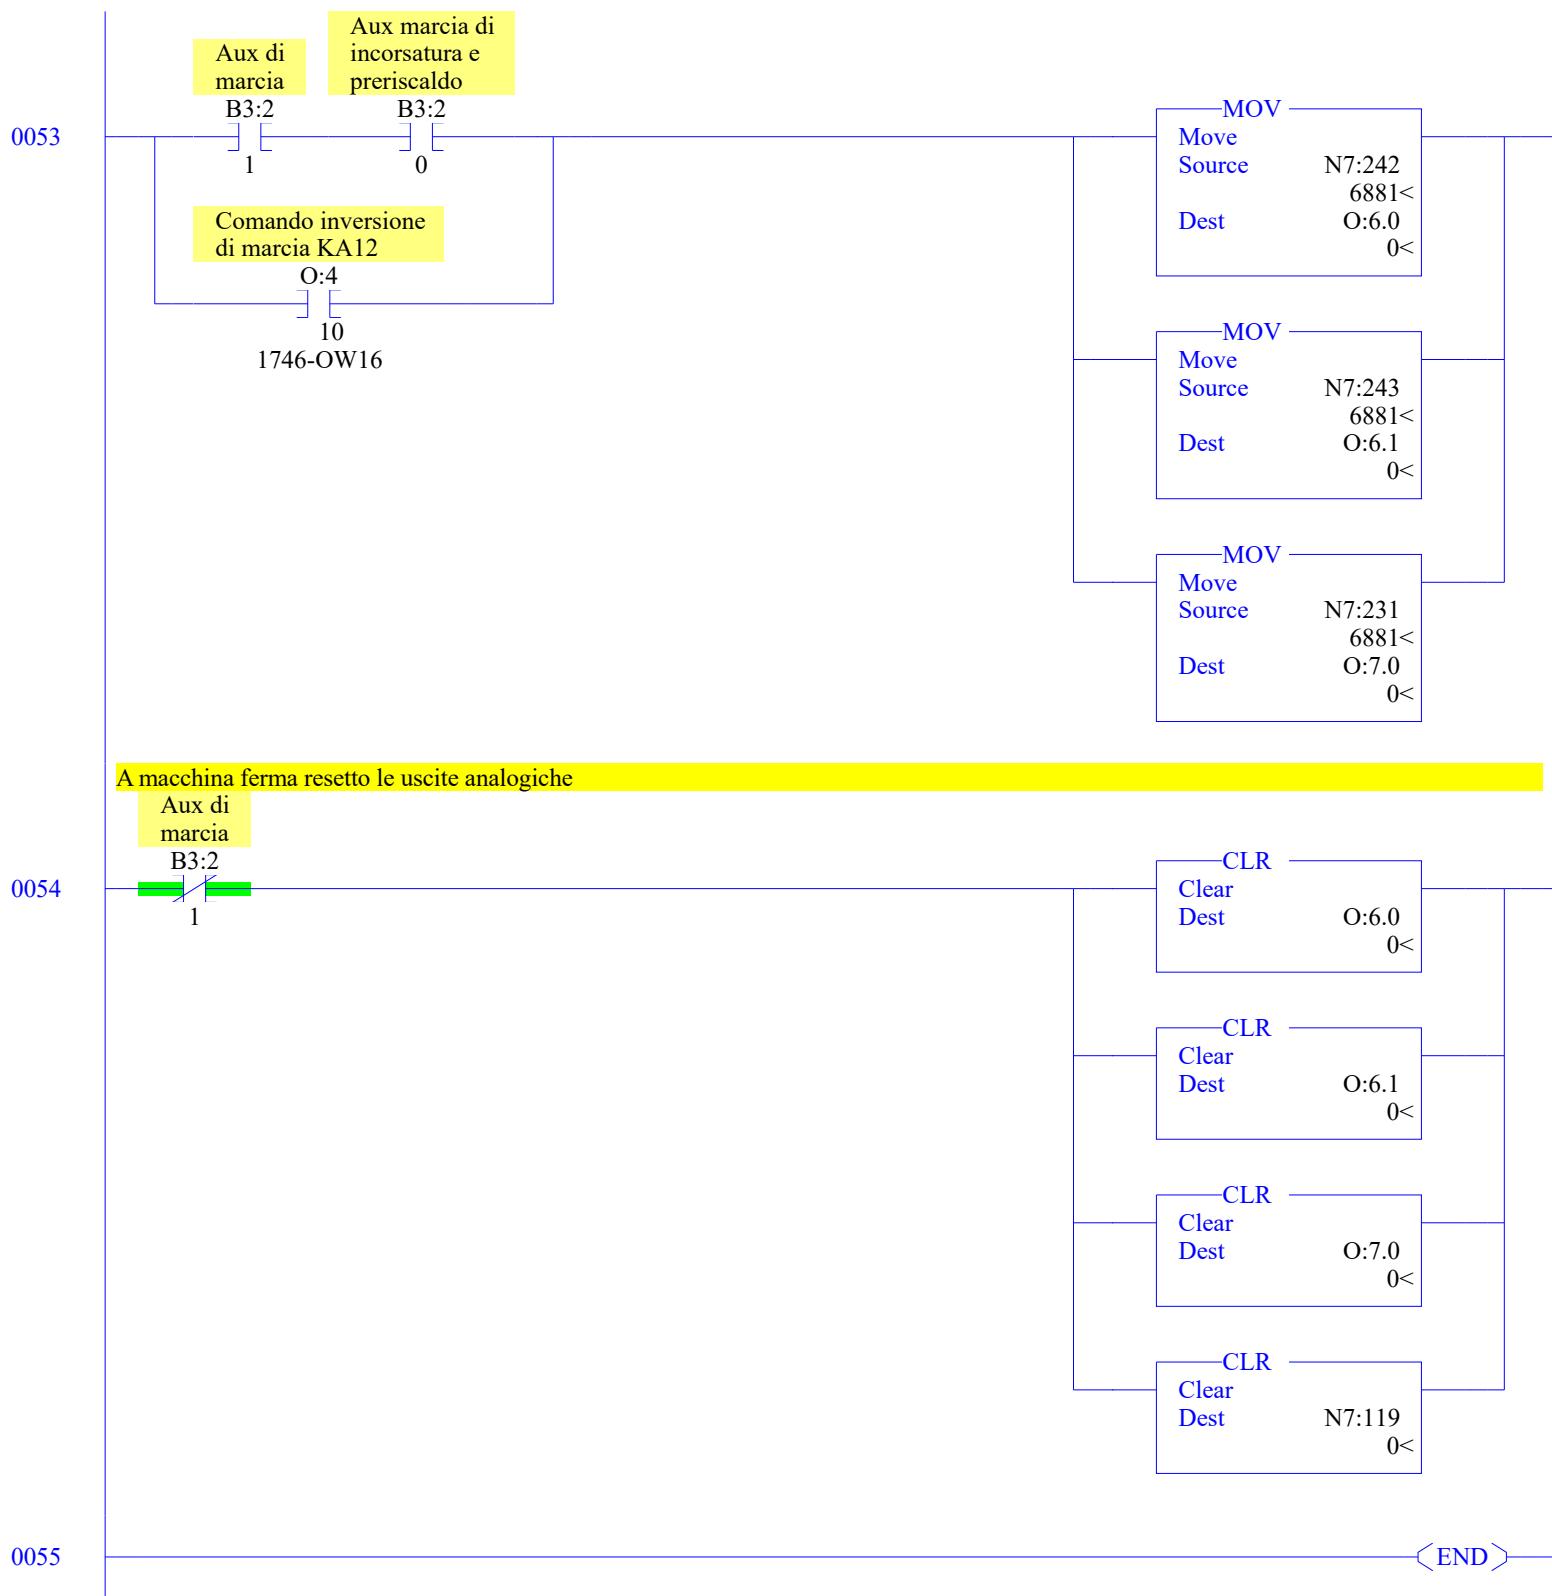 Aux di
marcia
B3:2
1
Aux marcia di
incorsatura e
preriscaldo
B3:2
0
0053
Comando inversione
di marcia KA12
O:4
10
1746-OW16
MOV
Move
Source N7:242
6881<
Dest O:6.0
0<
MOV
Move
Source N7:243
6881<
Dest O:6.1
0<
MOV
Move
Source N7:231
6881<
Dest O:7.0
0<
A macchina ferma resetto le uscite analogiche
Aux di
marcia
B3:2
0054
1
CLR
Clear
Dest O:6.0
0<
CLR
Clear
Dest O:6.1
0<
CLR
Clear
Dest O:7.0
0<
CLR
Clear
Dest N7:119
0<
0055
END